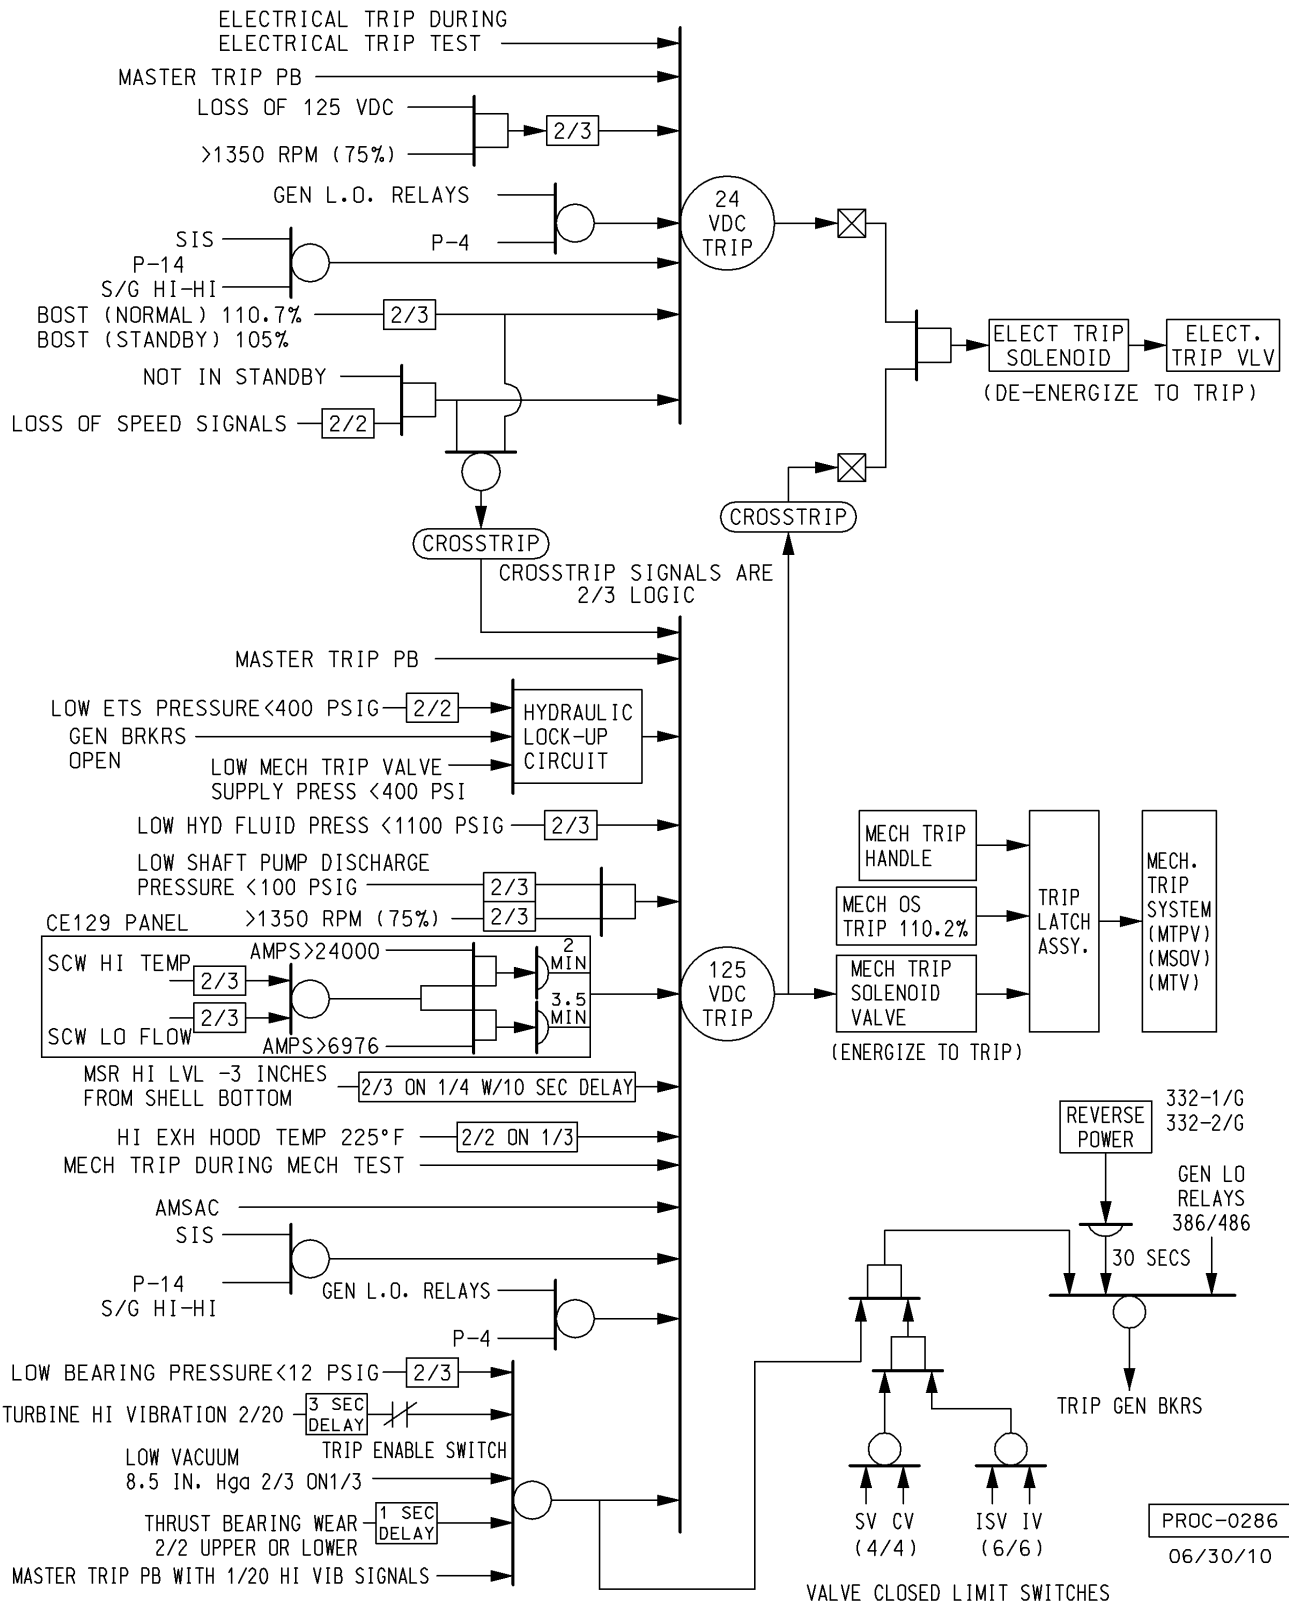 ELECTRICAL TRIP DURING
ELECTRICAL TRIP TEST
MASTER TRIP PB
LOSS OF 125 VDC
2/3
>1350 RPM (75%)
GEN L.O. RELAYS
P-4
24
VDC
TRIP
SIS
P-14
S/G HI-HI
BOST (NORMAL) 110.7%
BOST (STANDBY) 105%
2/3
NOT IN STANDBY
LOSS OF SPEED SIGNALS
2/2
ELECT TRIP
SOLENOID
ELECT.
TRIP VLV
(DE-ENERGIZE TO TRIP)
CROSSTRIP
CROSSTRIP
CROSSTRIP SIGNALS ARE
2/3 LOGIC
MASTER TRIP PB
LOW ETS PRESSURE<400 PSIG
2/2
GEN BRKRS
OPEN
LOW MECH TRIP VALVE
SUPPLY PRESS <400 PSI
HYDRAULIC
LOCK-UP
CIRCUIT
LOW HYD FLUID PRESS <1100 PSIG
2/3
LOW SHAFT PUMP DISCHARGE
PRESSURE <100 PSIG
2/3
>1350 RPM (75%)
2/3
CE129 PANEL
SCW HI TEMP
2/3
2/3
SCW LO FLOW
AMPS>24000
AMPS>6976
2
MIN
3.5
MIN
125
VDC
TRIP
MECH TRIP
HANDLE
MECH OS
TRIP 110.2%
MECH TRIP
SOLENOID
VALVE
(ENERGIZE TO TRIP)
TRIP
LATCH
ASSY.
MECH.
TRIP
SYSTEM
(MTPV)
(MSOV)
(MTV)
MSR HI LVL -3 INCHES
FROM SHELL BOTTOM
2/3 ON 1/4 W/10 SEC DELAY
HI EXH HOOD TEMP 225°F
2/2 ON 1/3
MECH TRIP DURING MECH TEST
AMSAC
SIS
P-14
S/G HI-HI
GEN L.O. RELAYS
P-4
LOW BEARING PRESSURE<12 PSIG
2/3
TURBINE HI VIBRATION 2/20
3 SEC
DELAY
TRIP ENABLE SWITCH
LOW VACUUM
8.5 IN. Hga 2/3 ON1/3
THRUST BEARING WEAR
2/2 UPPER OR LOWER
1 SEC
DELAY
MASTER TRIP PB WITH 1/20 HI VIB SIGNALS
REVERSE
POWER
332-1/G
332-2/G
GEN LO
RELAYS
386/486
30 SECS
TRIP GEN BKRS
SV CV
(4/4)
ISV IV
(6/6)
VALVE CLOSED LIMIT SWITCHES
PROC-0286
06/30/10